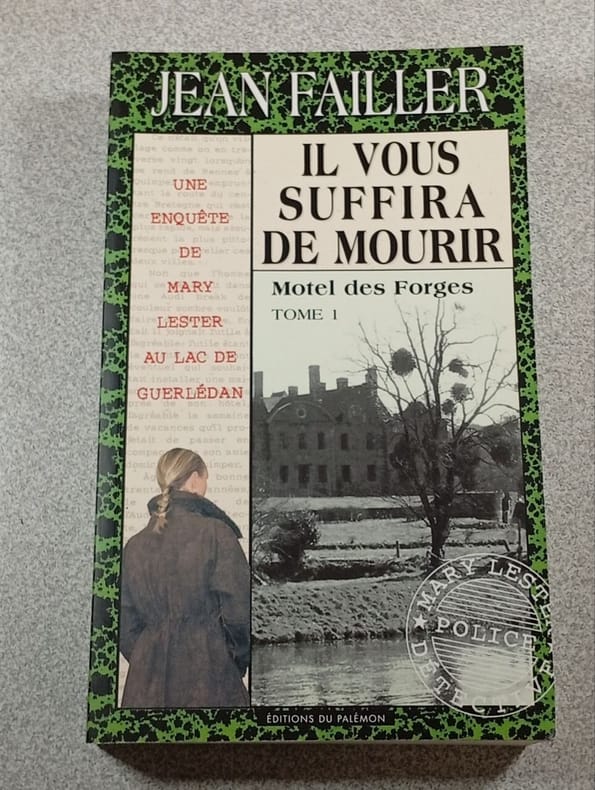 JEAN FAILLER
IL VOUS
SUFFIRA
DE MOURIR
Motel des Forges
TOME 1
UNE
ENQUÊTE
DE
MARY
LESTER
AU LAC DE
GUERLÉDAN
MARY LESTER
POLICE
DÉTECTIVE
ÉDITIONS DU PALÉMON